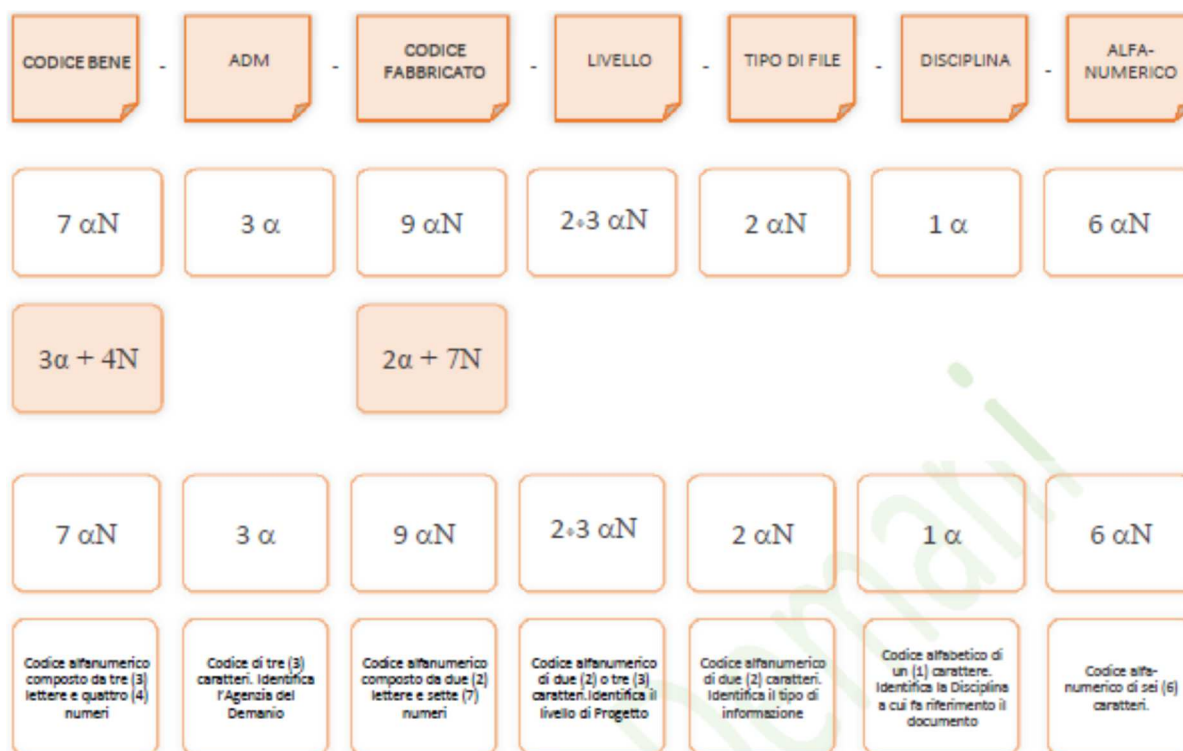 CODICE BENE - ADM - CODICE FABBRICATO - LIVELLO - TIPO DI FILE - DISCIPLINA - ALFA-NUMERICO
7 αN 3 α 9 αN 2÷3 αN 2 αN 1 α 6 αN
3α + 4N 2α + 7N
7 αN 3 α 9 αN 2÷3 αN 2 αN 1 α 6 αN
Codice alfanumerico
composto da tre (3)
lettere e quattro (4)
numeri
Codice di tre (3)
caratteri. Identifica
l'Agenzia del
Demanio
Codice alfanumerico
composto da due (2)
lettere e sette (7)
numeri
Codice alfanumerico
di due (2) o tre (3)
caratteri.Identifica il
livello di Progetto
Codice alfanumerico
di due (2) caratteri.
Identifica il tipo di
informazione
Codice alfabetico di
un (1) carattere.
Identifica la Disciplina
a cui fa riferimento il
documento
Codice alfa-
numerico di sei (6)
caratteri.